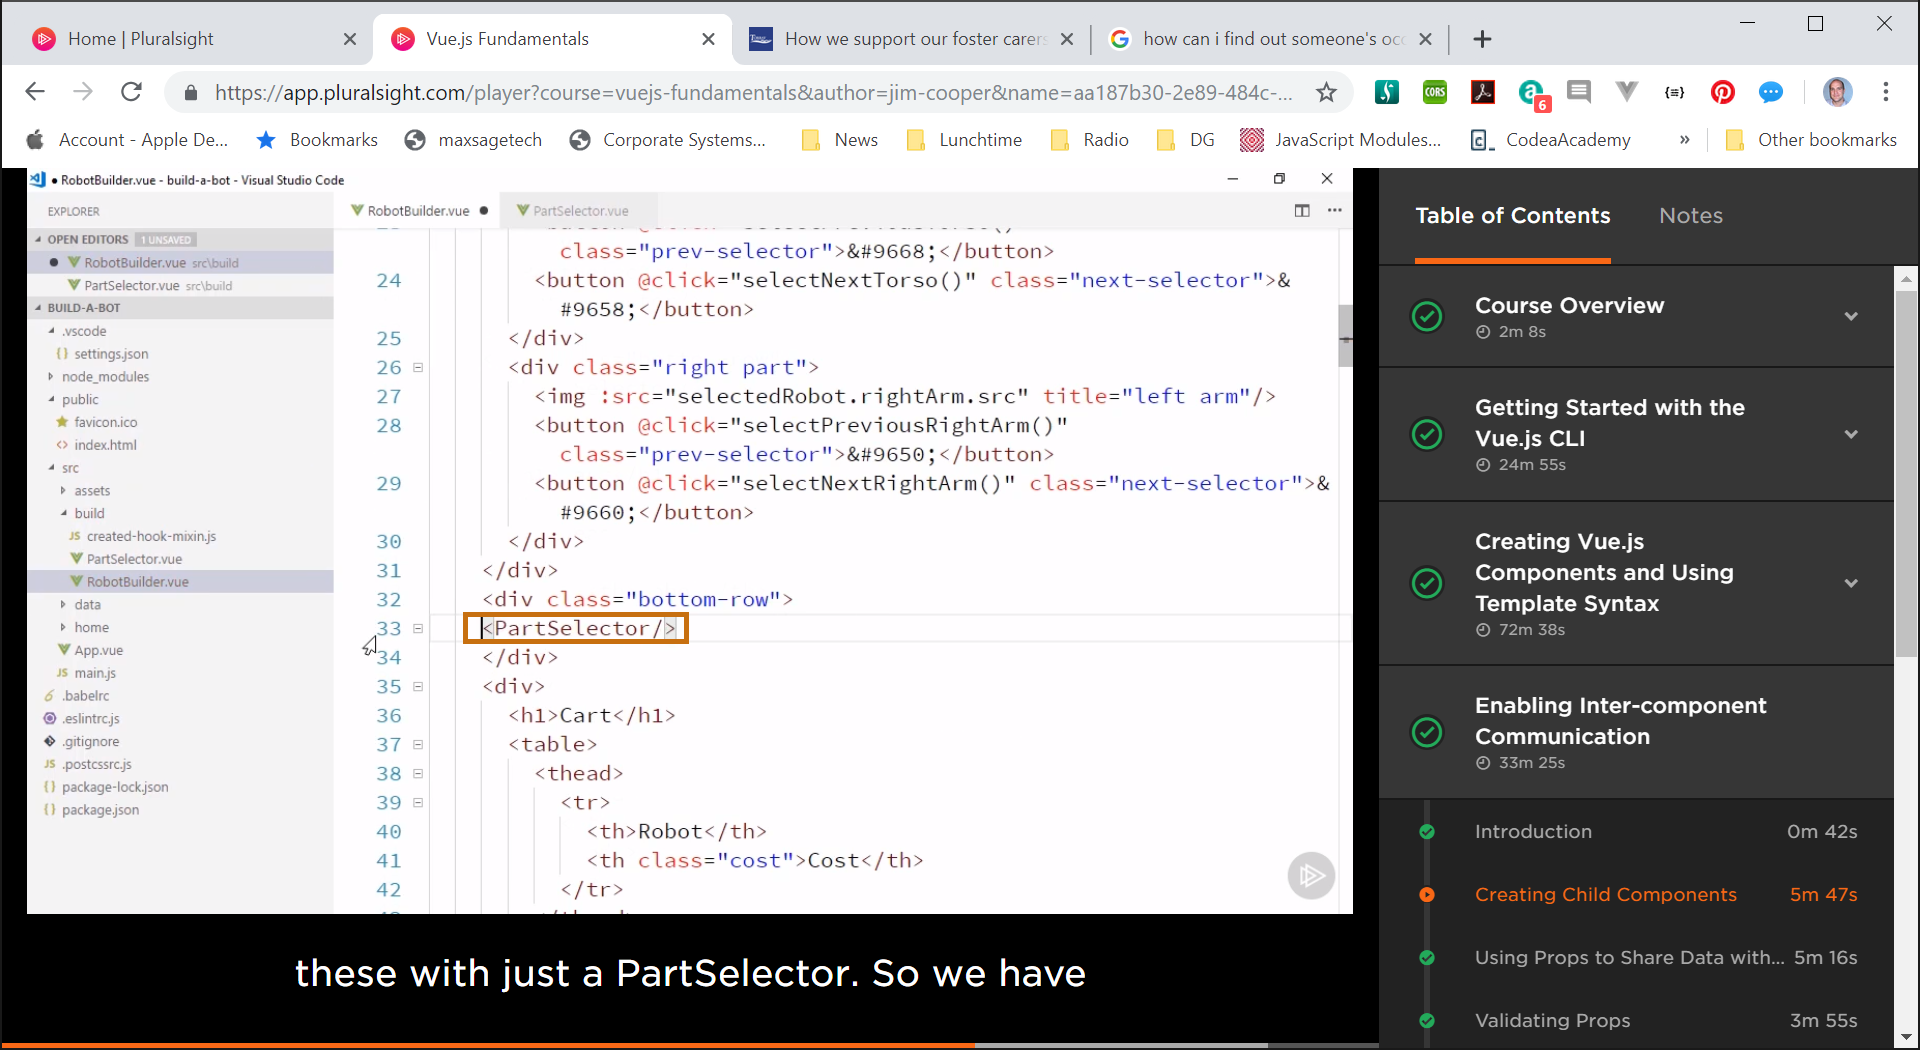 Home | Pluralsight
Vue.js Fundamentals
How we support our foster carers
how can i find out someone's occ
https://app.pluralsight.com/player?course=vuejs-fundamentals&author=jim-cooper&name=aa187b30-2e89-484c-...
CORS
6
Account - Apple De...
Bookmarks
maxsagetech
Corporate Systems...
News
Lunchtime
Radio
DG
JavaScript Modules...
CodeaAcademy
»
Other bookmarks
● RobotBuilder.vue - build-a-bot - Visual Studio Code
EXPLORER
OPEN EDITORS 1 UNSAVED
RobotBuilder.vue src\build
PartSelector.vue src\build
BUILD-A-BOT
.vscode
{} settings.json
node_modules
public
favicon.ico
<> index.html
src
assets
build
JS created-hook-mixin.js
PartSelector.vue
RobotBuilder.vue
data
home
App.vue
JS main.js
.babelrc
.eslintrc.js
.gitignore
JS .postcssrc.js
{} package-lock.json
{} package.json
RobotBuilder.vue ●
PartSelector.vue
class="prev-selector">&#9668;</button>
24 <button @click="selectNextTorso()" class="next-selector">&
#9658;</button>
25 </div>
26 <div class="right part">
27 <img :src="selectedRobot.rightArm.src" title="left arm"/>
28 <button @click="selectPreviousRightArm()"
class="prev-selector">&#9650;</button>
29 <button @click="selectNextRightArm()" class="next-selector">&
#9660;</button>
30 </div>
31 </div>
32 <div class="bottom-row">
33 <PartSelector/>
34 </div>
35 <div>
36 <h1>Cart</h1>
37 <table>
38 <thead>
39 <tr>
40 <th>Robot</th>
41 <th class="cost">Cost</th>
42 </tr>
these with just a PartSelector. So we have
Table of Contents
Notes
Course Overview
2m 8s
Getting Started with the
Vue.js CLI
24m 55s
Creating Vue.js
Components and Using
Template Syntax
72m 38s
Enabling Inter-component
Communication
33m 25s
Introduction 0m 42s
Creating Child Components 5m 47s
Using Props to Share Data with... 5m 16s
Validating Props 3m 55s